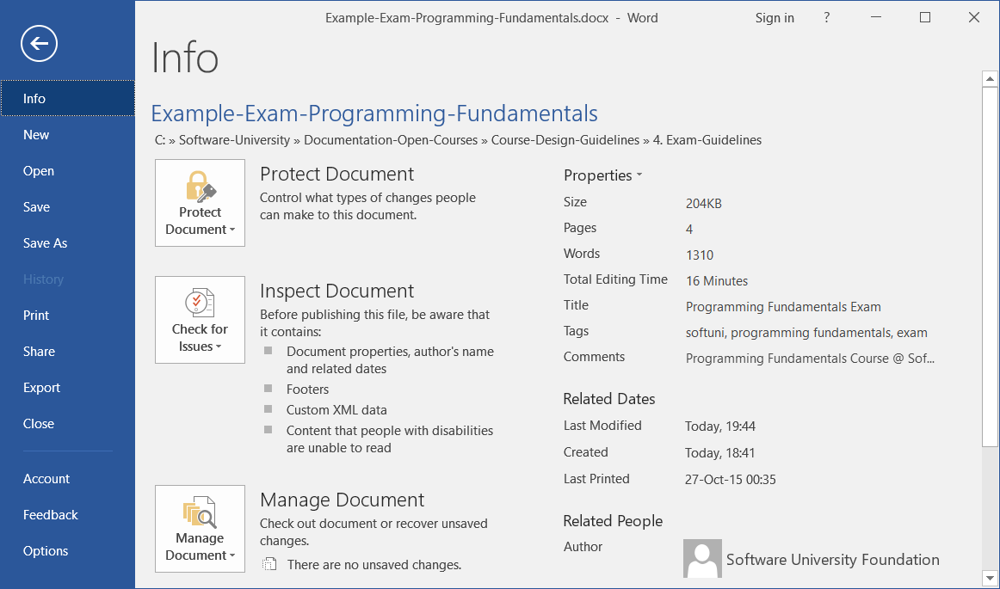 Example-Exam-Programming-Fundamentals.docx - Word
Sign in
?
Info
Info
New
Open
Save
Save As
History
Print
Share
Export
Close
Account
Feedback
Options
Example-Exam-Programming-Fundamentals
C: » Software-University » Documentation-Open-Courses » Course-Design-Guidelines » 4. Exam-Guidelines
Protect
Document
Protect Document
Control what types of changes people
can make to this document.
Check for
Issues
Inspect Document
Before publishing this file, be aware that
it contains:
Document properties, author's name
and related dates
Footers
Custom XML data
Content that people with disabilities
are unable to read
Manage
Document
Manage Document
Check out document or recover unsaved
changes.
There are no unsaved changes.
Properties
Size 204KB
Pages 4
Words 1310
Total Editing Time 16 Minutes
Title Programming Fundamentals Exam
Tags softuni, programming fundamentals, exam
Comments Programming Fundamentals Course @ Sof...
Related Dates
Last Modified Today, 19:44
Created Today, 18:41
Last Printed 27-Oct-15 00:35
Related People
Author Software University Foundation